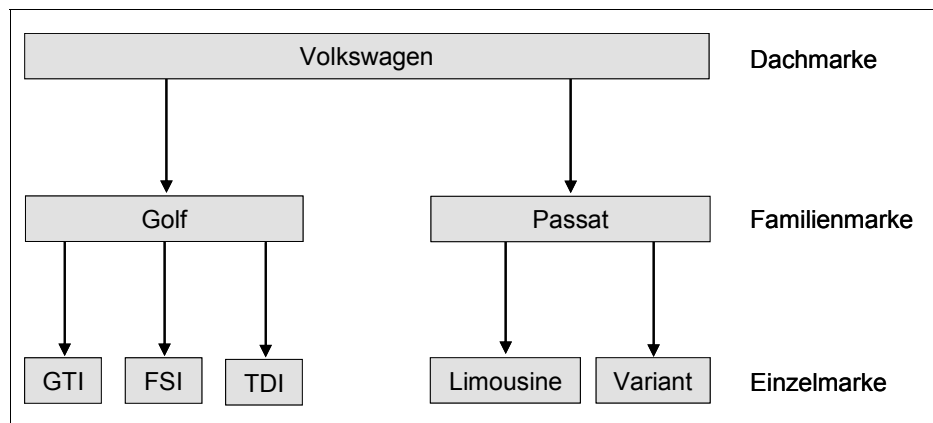 Volkswagen Dachmarke
Golf Passat Familienmarke
GTI FSI TDI Limousine Variant Einzelmarke